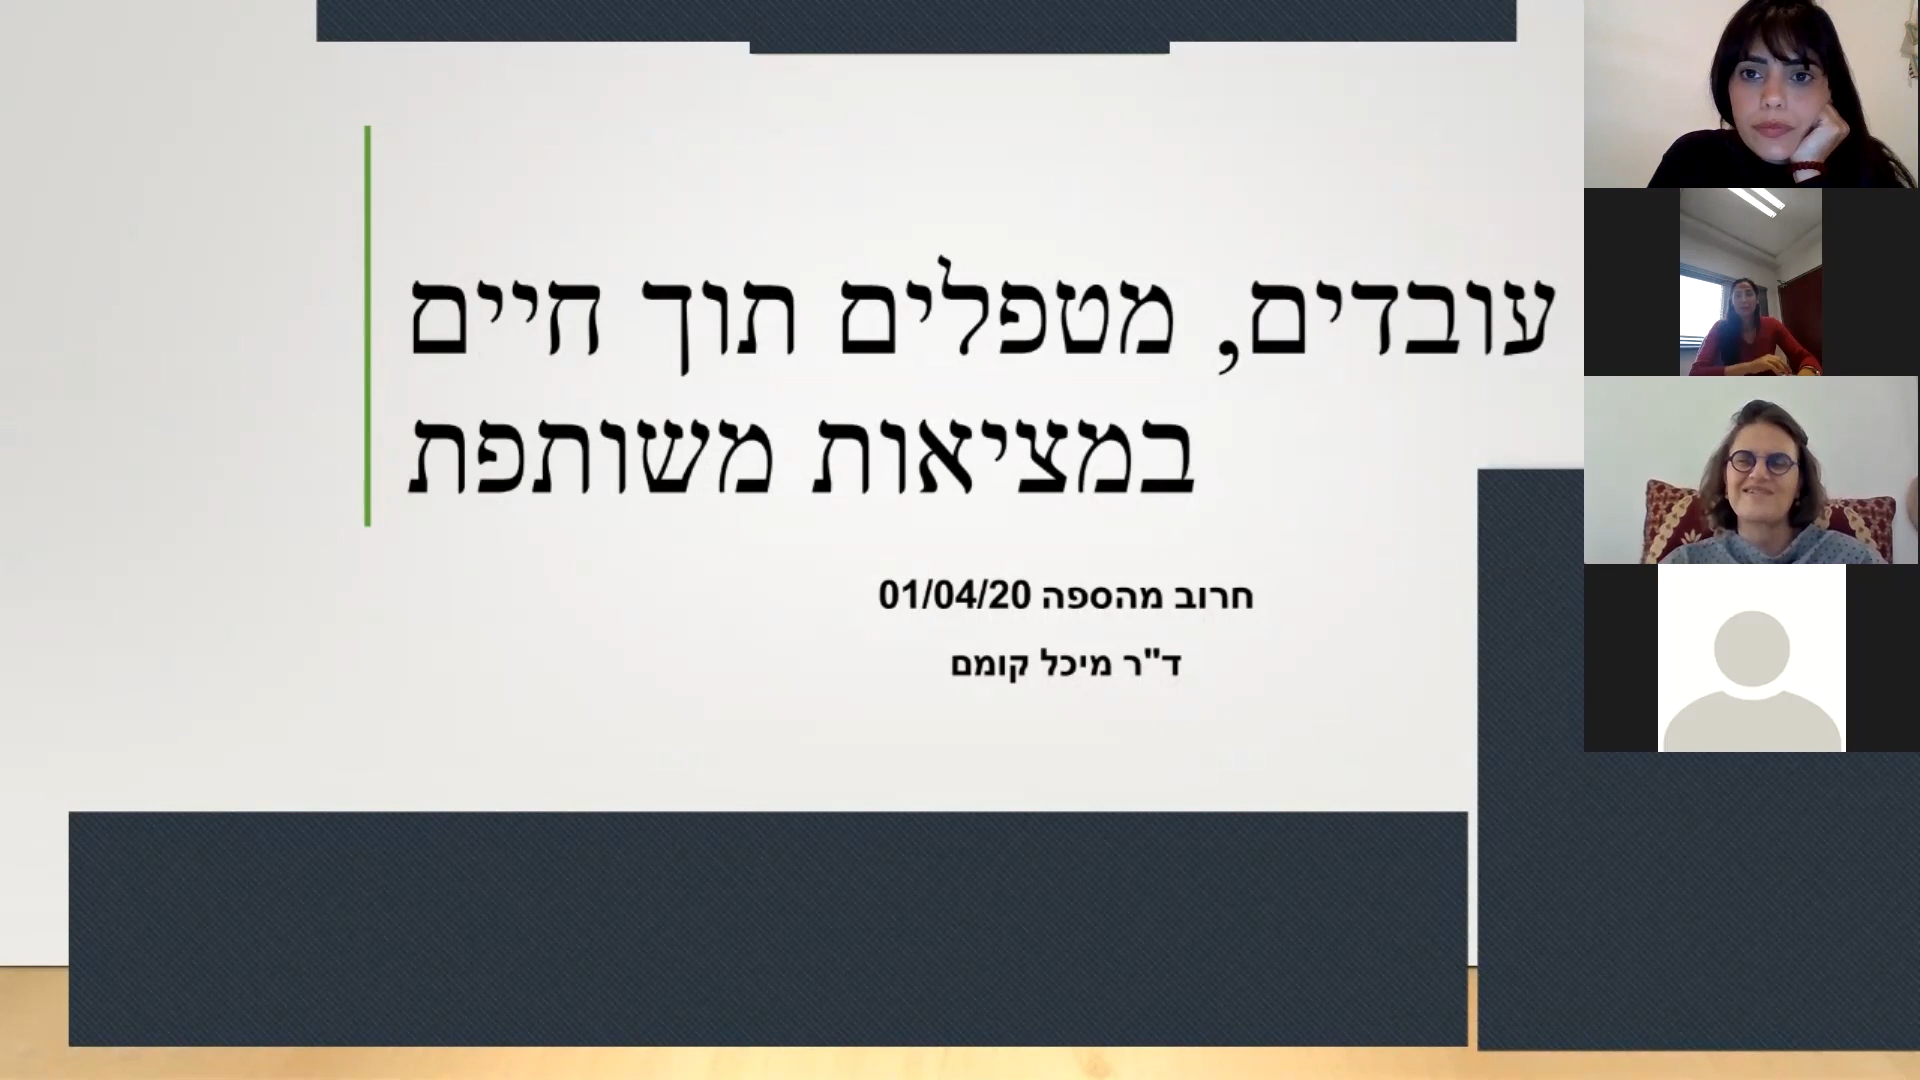 עובדים, מטפלים תוך חיים
במציאות משותפת
חרוב מהספה 01/04/20
ד"ר מיכל קומם